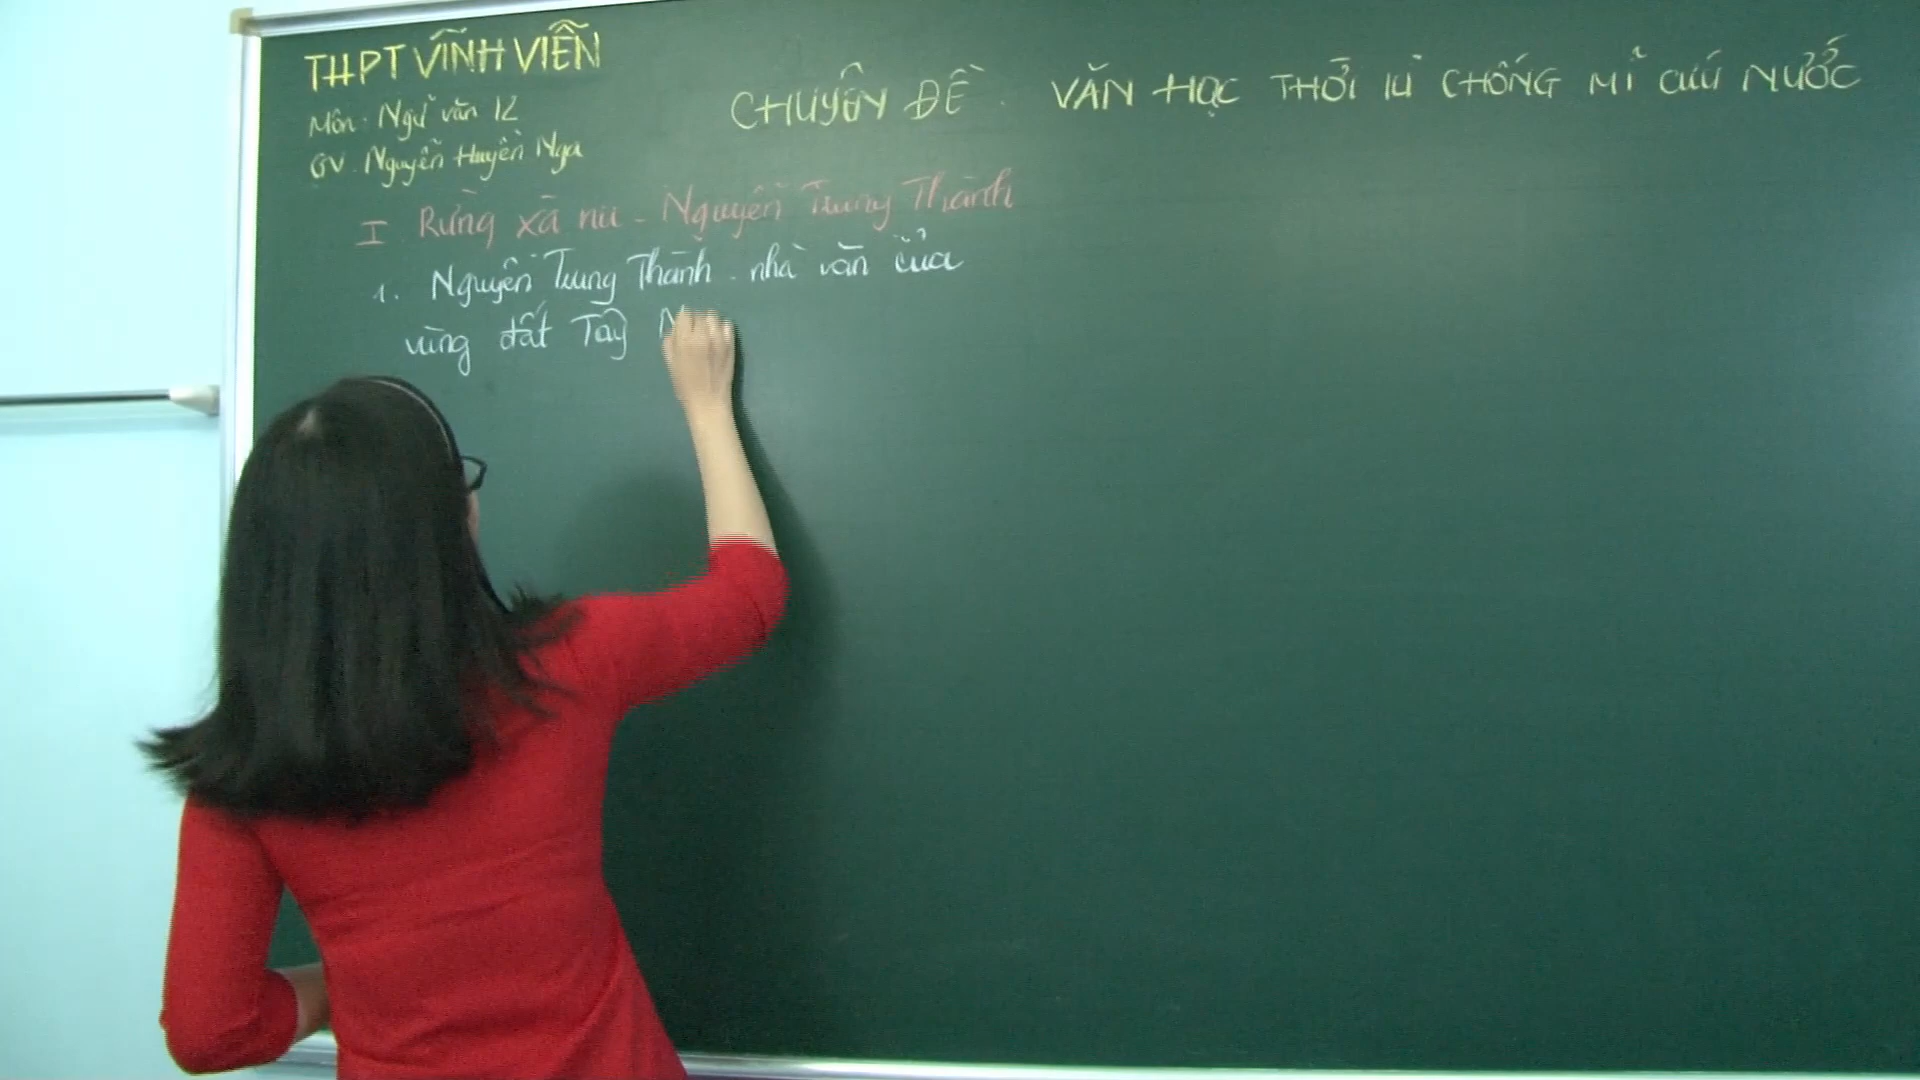 THPT VĨNH VIỄN
Môn: Ngữ văn 12
GV. Nguyễn Huyền Nga
CHUYÊN ĐỀ. VĂN HỌC THỜI KÌ CHỐNG MĨ CỨU NƯỚC
I Rừng xà nu - Nguyễn Trung Thành
1. Nguyễn Trung Thành - nhà văn của
vùng đất Tây N